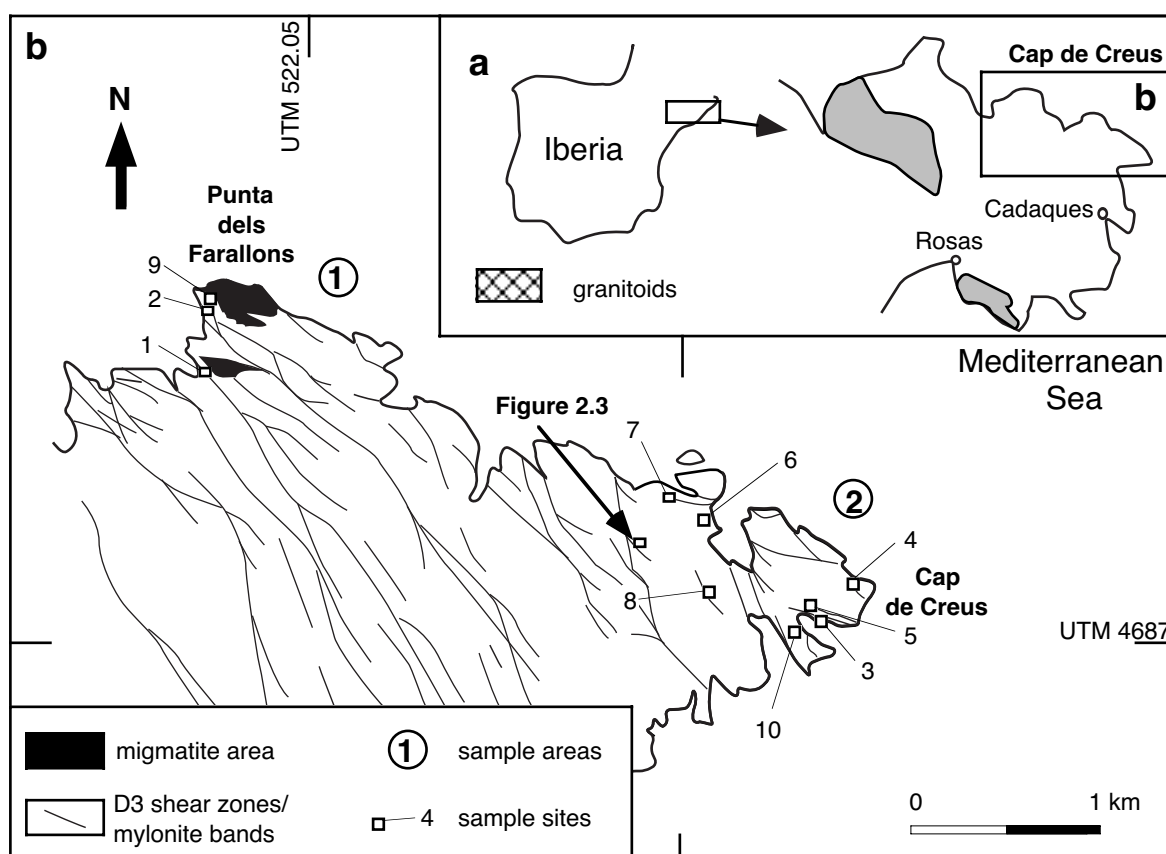 b
UTM 522.05
N
Punta
dels
Farallons
1
9
2
1
a
Iberia
Cap de Creus
b
Cadaques
Rosas
granitoids
Mediterranean
Sea
Figure 2.3
7
6
2
4
Cap
de Creus
8
5
3
10
UTM 4687
migmatite area
1 sample areas
D3 shear zones/
mylonite bands
4 sample sites
0 1 km